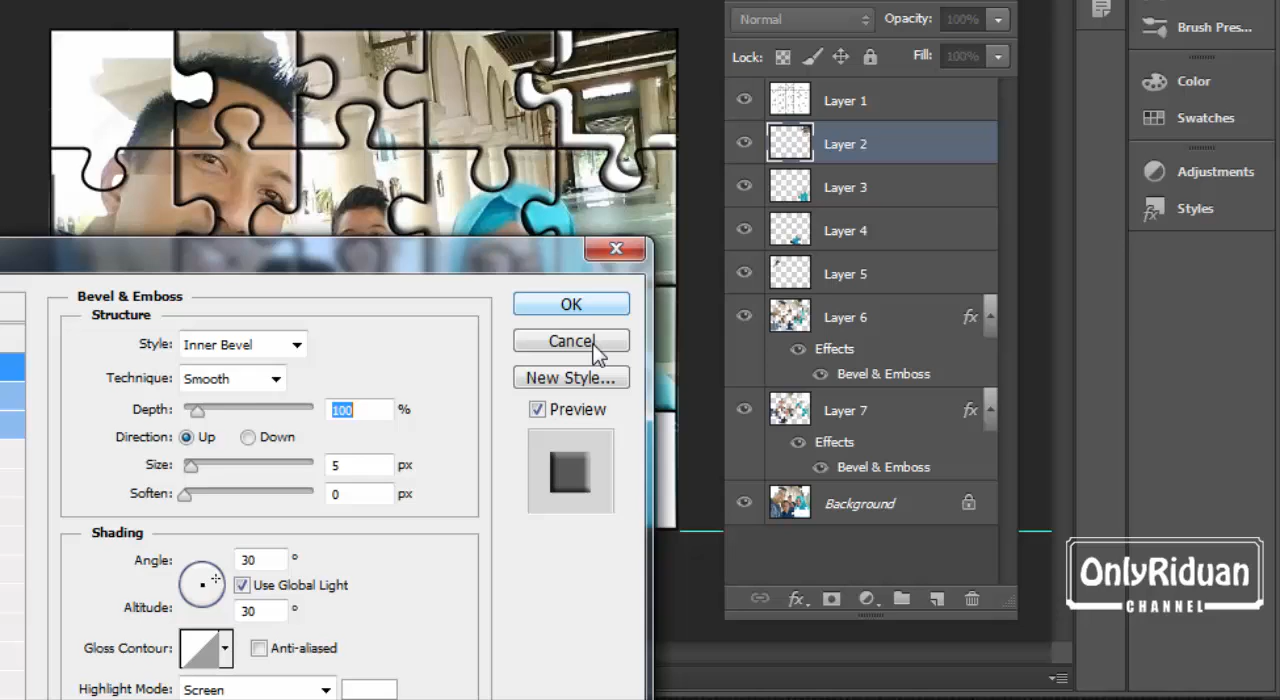 Normal
Opacity:
100%
Lock:
Fill:
100%
Layer 1
Layer 2
Layer 3
Layer 4
Layer 5
Layer 6
fx
Effects
Bevel & Emboss
Layer 7
fx
Effects
Bevel & Emboss
Background
fx
Brush Pres...
Color
Swatches
Adjustments
Styles
Bevel & Emboss
Structure
Style: Inner Bevel
Technique: Smooth
Depth: 100 %
Direction: Up Down
Size: 5 px
Soften: 0 px
Shading
Angle: 30 °
Use Global Light
Altitude: 30 °
Gloss Contour: Anti-aliased
Highlight Mode: Screen
OK
Cancel
New Style...
Preview
OnlyRiduan
CHANNEL